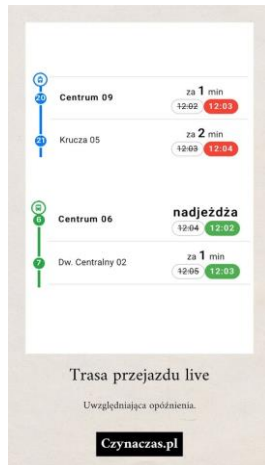 20
Centrum 09
za 1 min
12:02 12:03
21
Krucza 05
za 2 min
12:03 12:04
6
Centrum 06
nadjeżdża
12:04 12:02
7
Dw. Centralny 02
za 1 min
12:05 12:03
Trasa przejazdu live
Uwzględniająca opóźnienia.
Czynaczas.pl